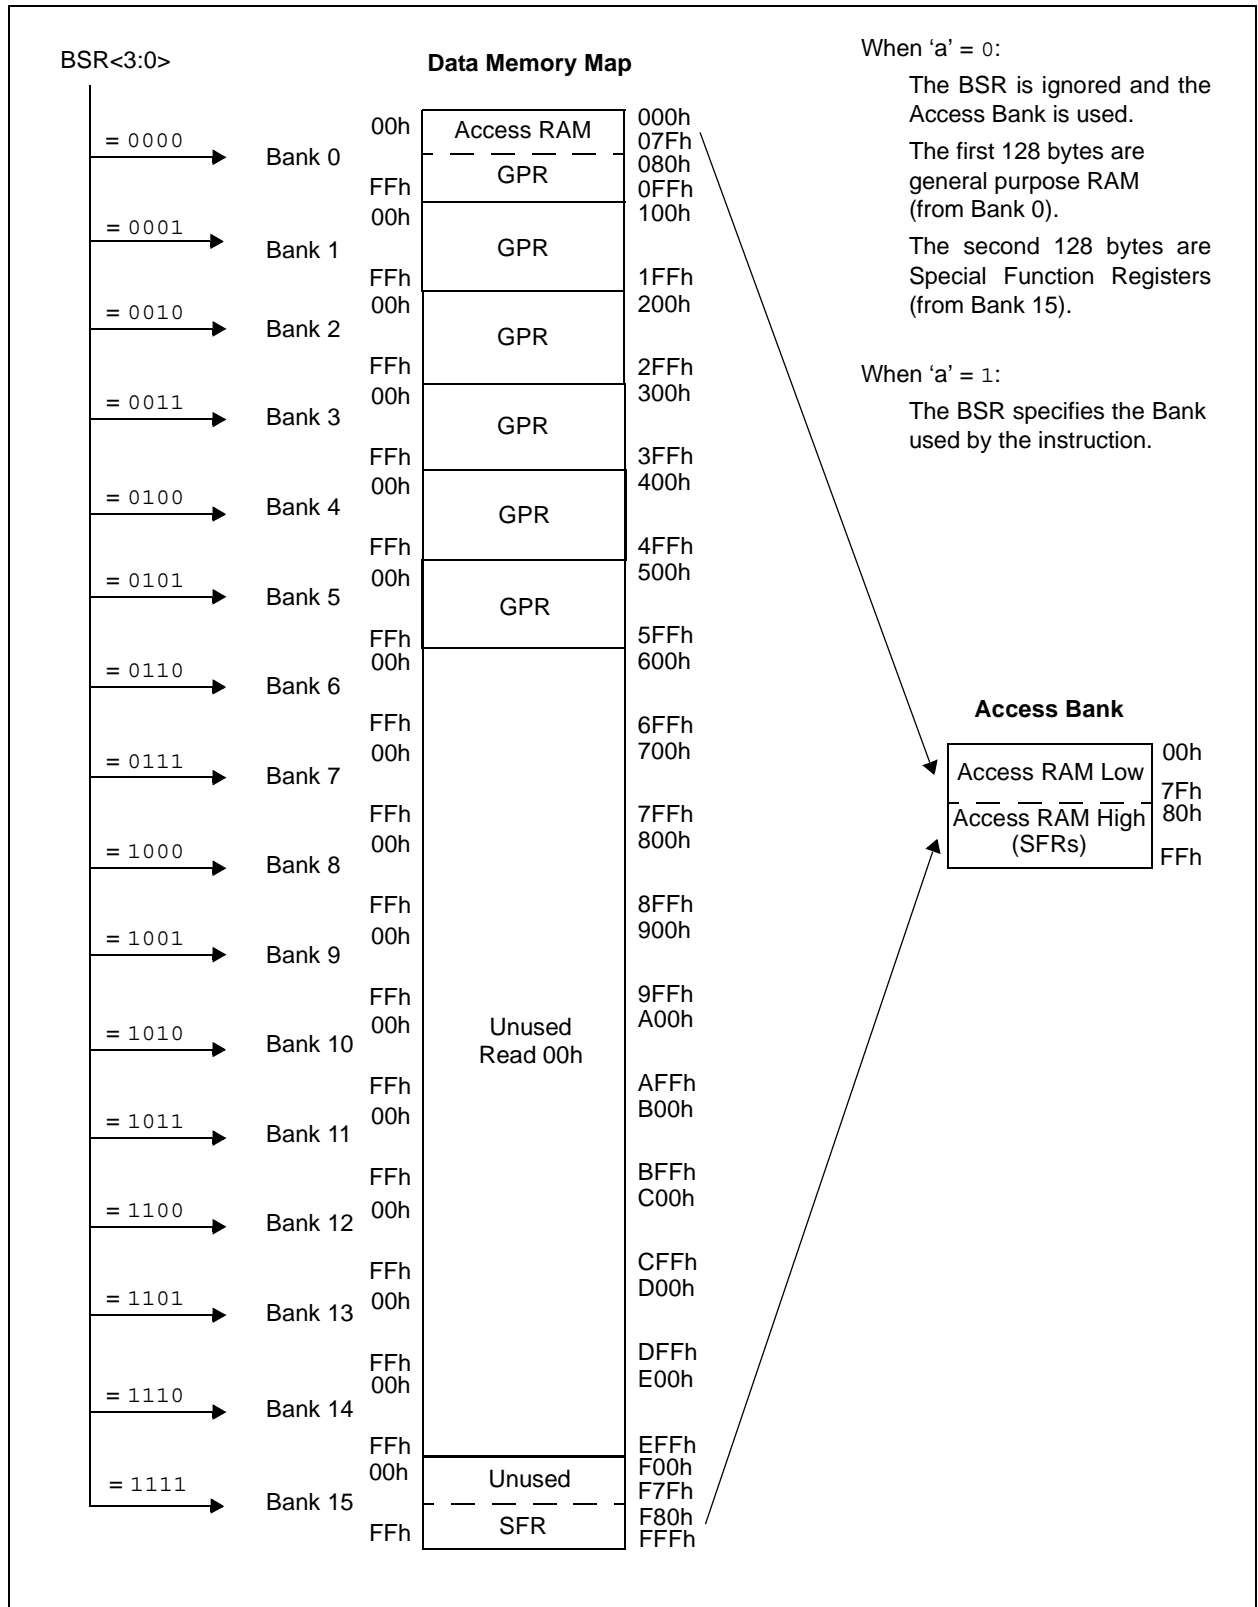 BSR<3:0>
Data Memory Map
When ‘a’ = 0:
The BSR is ignored and the
Access Bank is used.
The first 128 bytes are
general purpose RAM
(from Bank 0).
The second 128 bytes are
Special Function Registers
(from Bank 15).
When ‘a’ = 1:
The BSR specifies the Bank
used by the instruction.
= 0000
Bank 0
00h
FFh
Access RAM
GPR
000h
07Fh
080h
0FFh
= 0001
Bank 1
00h
FFh
GPR
100h
1FFh
= 0010
Bank 2
00h
FFh
GPR
200h
2FFh
= 0011
Bank 3
00h
FFh
GPR
300h
3FFh
= 0100
Bank 4
00h
FFh
GPR
400h
4FFh
= 0101
Bank 5
00h
FFh
GPR
500h
5FFh
= 0110
Bank 6
00h
FFh
600h
6FFh
= 0111
Bank 7
00h
FFh
700h
7FFh
= 1000
Bank 8
00h
FFh
800h
8FFh
= 1001
Bank 9
00h
FFh
900h
9FFh
= 1010
Bank 10
00h
FFh
Unused
Read 00h
A00h
AFFh
= 1011
Bank 11
00h
FFh
B00h
BFFh
= 1100
Bank 12
00h
FFh
C00h
CFFh
= 1101
Bank 13
00h
FFh
D00h
DFFh
= 1110
Bank 14
00h
FFh
E00h
EFFh
= 1111
Bank 15
00h
FFh
Unused
SFR
F00h
F7Fh
F80h
FFFh
Access Bank
Access RAM Low
Access RAM High
(SFRs)
00h
7Fh
80h
FFh